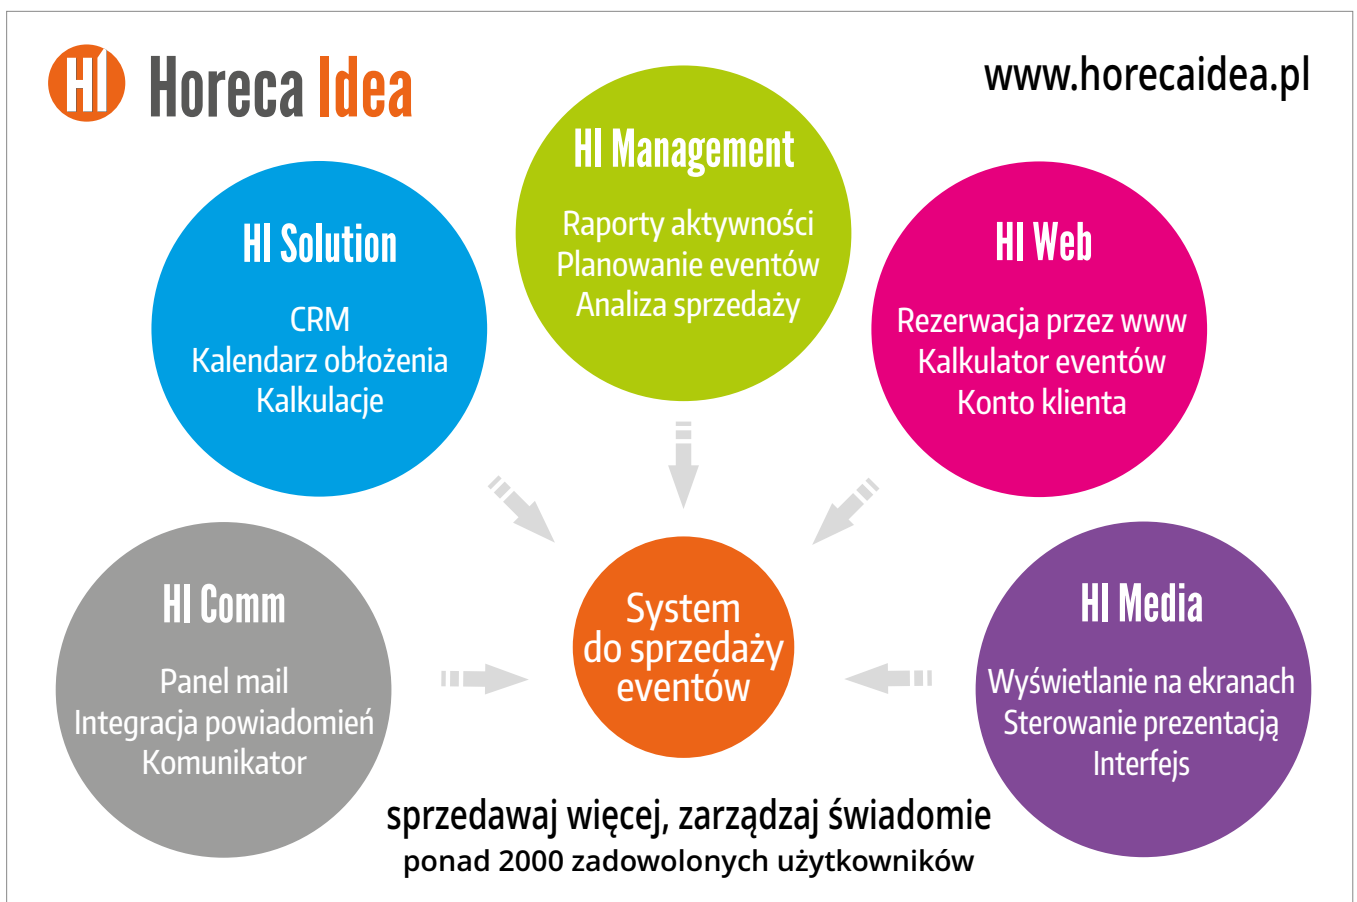 HI Horeca Idea
www.horecaidea.pl
HI Management
Raporty aktywności
Planowanie eventów
Analiza sprzedaży
HI Solution
CRM
Kalendarz obłożenia
Kalkulacje
HI Web
Rezerwacja przez www
Kalkulator eventów
Konto klienta
HI Comm
Panel mail
Integracja powiadomień
Komunikator
System
do sprzedaży
eventów
HI Media
Wyświetlanie na ekranach
Sterowanie prezentacją
Interfejs
sprzedawaj więcej, zarządzaj świadomie
ponad 2000 zadowolonych użytkowników